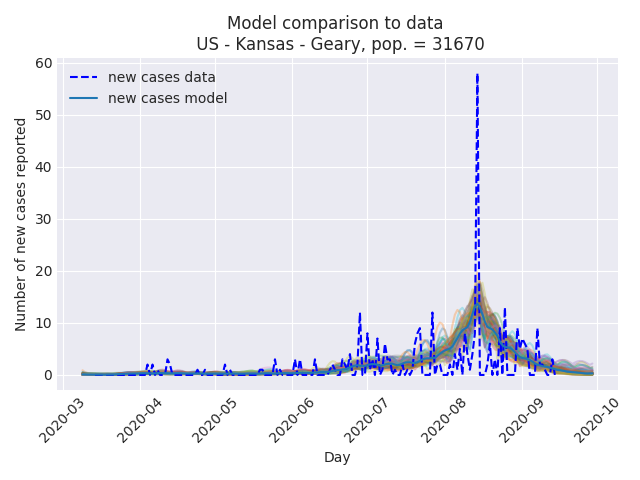 Model comparison to data
US - Kansas - Geary, pop. = 31670
new cases data
new cases model
Number of new cases reported
60
50
40
30
20
10
0
2020-03
2020-04
2020-05
2020-06
2020-07
2020-08
2020-09
2020-10
Day